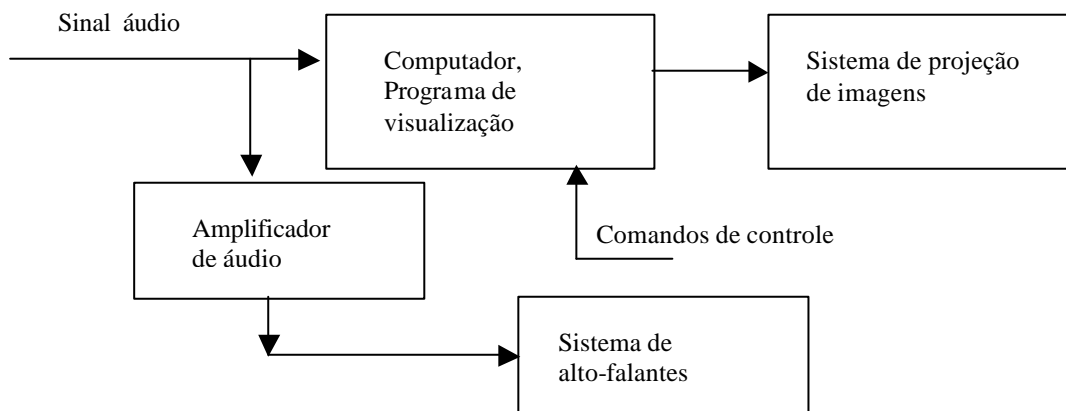 Sinal áudio
Computador,
Programa de
visualização
Sistema de projeção
de imagens
Amplificador
de áudio
Comandos de controle
Sistema de
alto-falantes